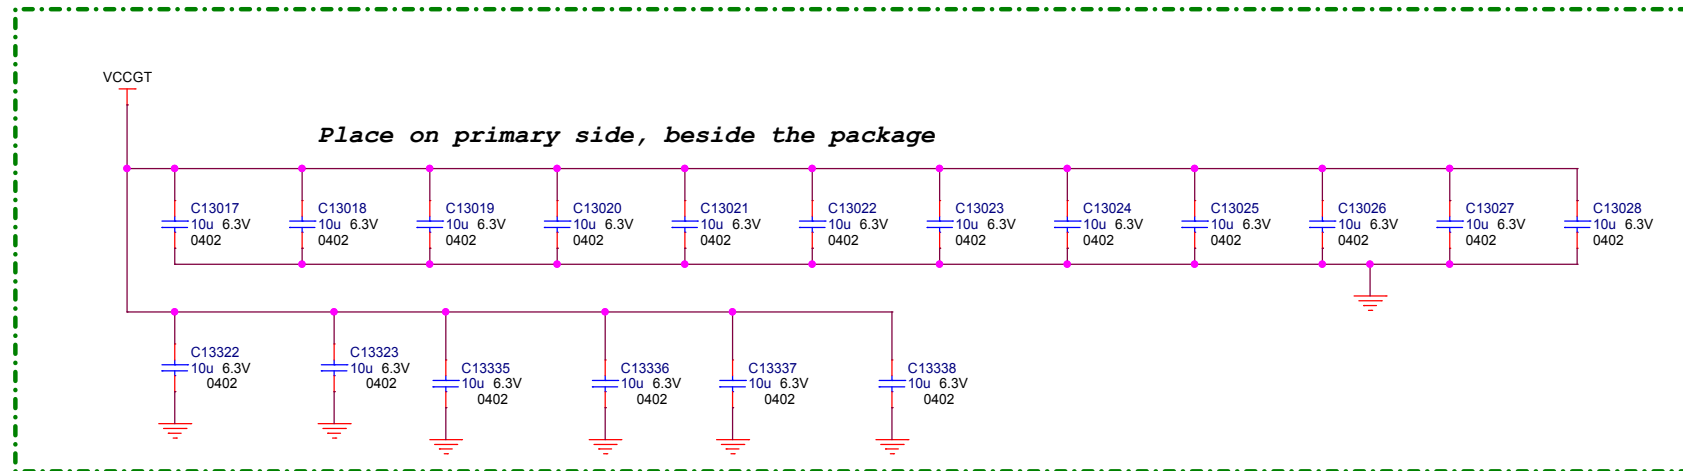 VCCGT
Place on primary side, beside the package
C13017
10u 6.3V
0402
C13018
10u 6.3V
0402
C13019
10u 6.3V
0402
C13020
10u 6.3V
0402
C13021
10u 6.3V
0402
C13022
10u 6.3V
0402
C13023
10u 6.3V
0402
C13024
10u 6.3V
0402
C13025
10u 6.3V
0402
C13026
10u 6.3V
0402
C13027
10u 6.3V
0402
C13028
10u 6.3V
0402
C13322
10u 6.3V
0402
C13323
10u 6.3V
0402
C13335
10u 6.3V
0402
C13336
10u 6.3V
0402
C13337
10u 6.3V
0402
C13338
10u 6.3V
0402